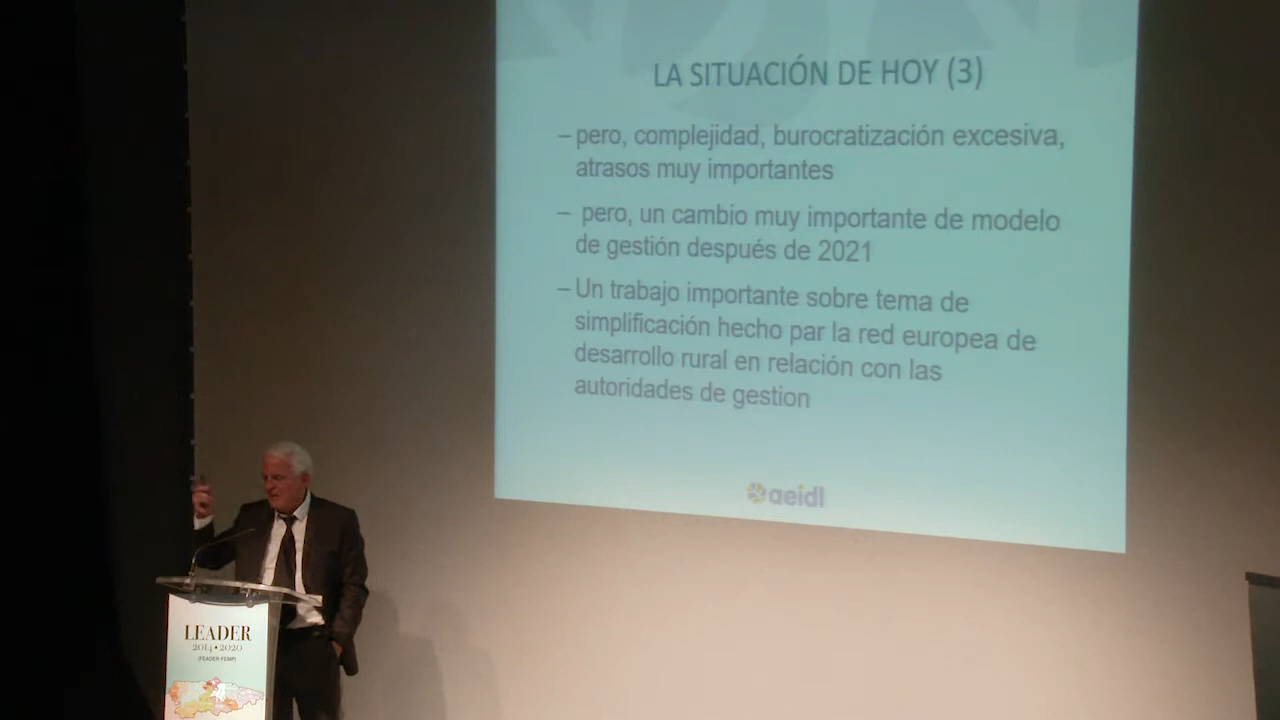 LA SITUACIÓN DE HOY (3)
– pero, complejidad, burocratización excesiva,
atrasos muy importantes
– pero, un cambio muy importante de modelo
de gestión después de 2021
– Un trabajo importante sobre tema de
simplificación hecho par la red europea de
desarrollo rural en relación con las
autoridades de gestion
aeidl
LEADER
2014•2020
(FEADER-FEMP)